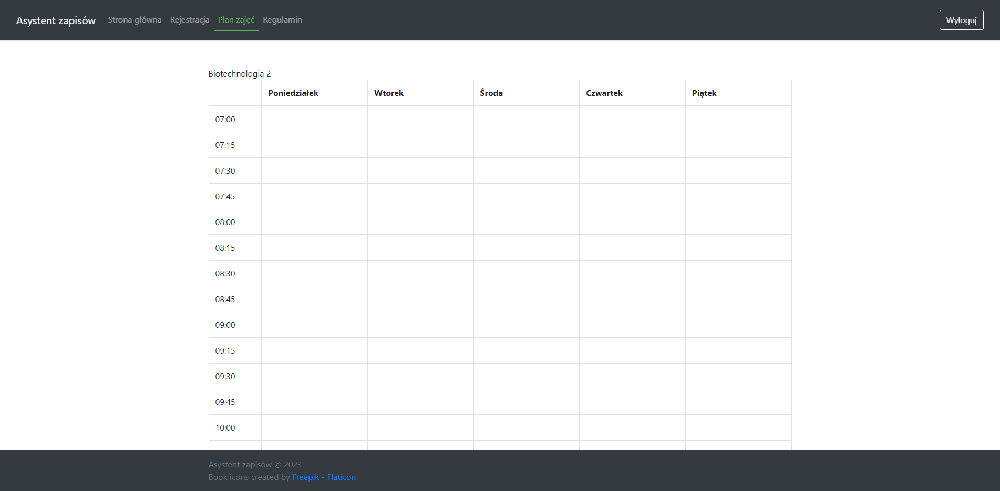 Asystent zapisów Strona główna Rejestracja Plan zajęć Regulamin Wyloguj
Biotechnologia 2
Poniedziałek Wtorek Środa Czwartek Piątek
07:00
07:15
07:30
07:45
08:00
08:15
08:30
08:45
09:00
09:15
09:30
09:45
10:00
Asystent zapisów © 2023
Book icons created by Freepik - Flaticon